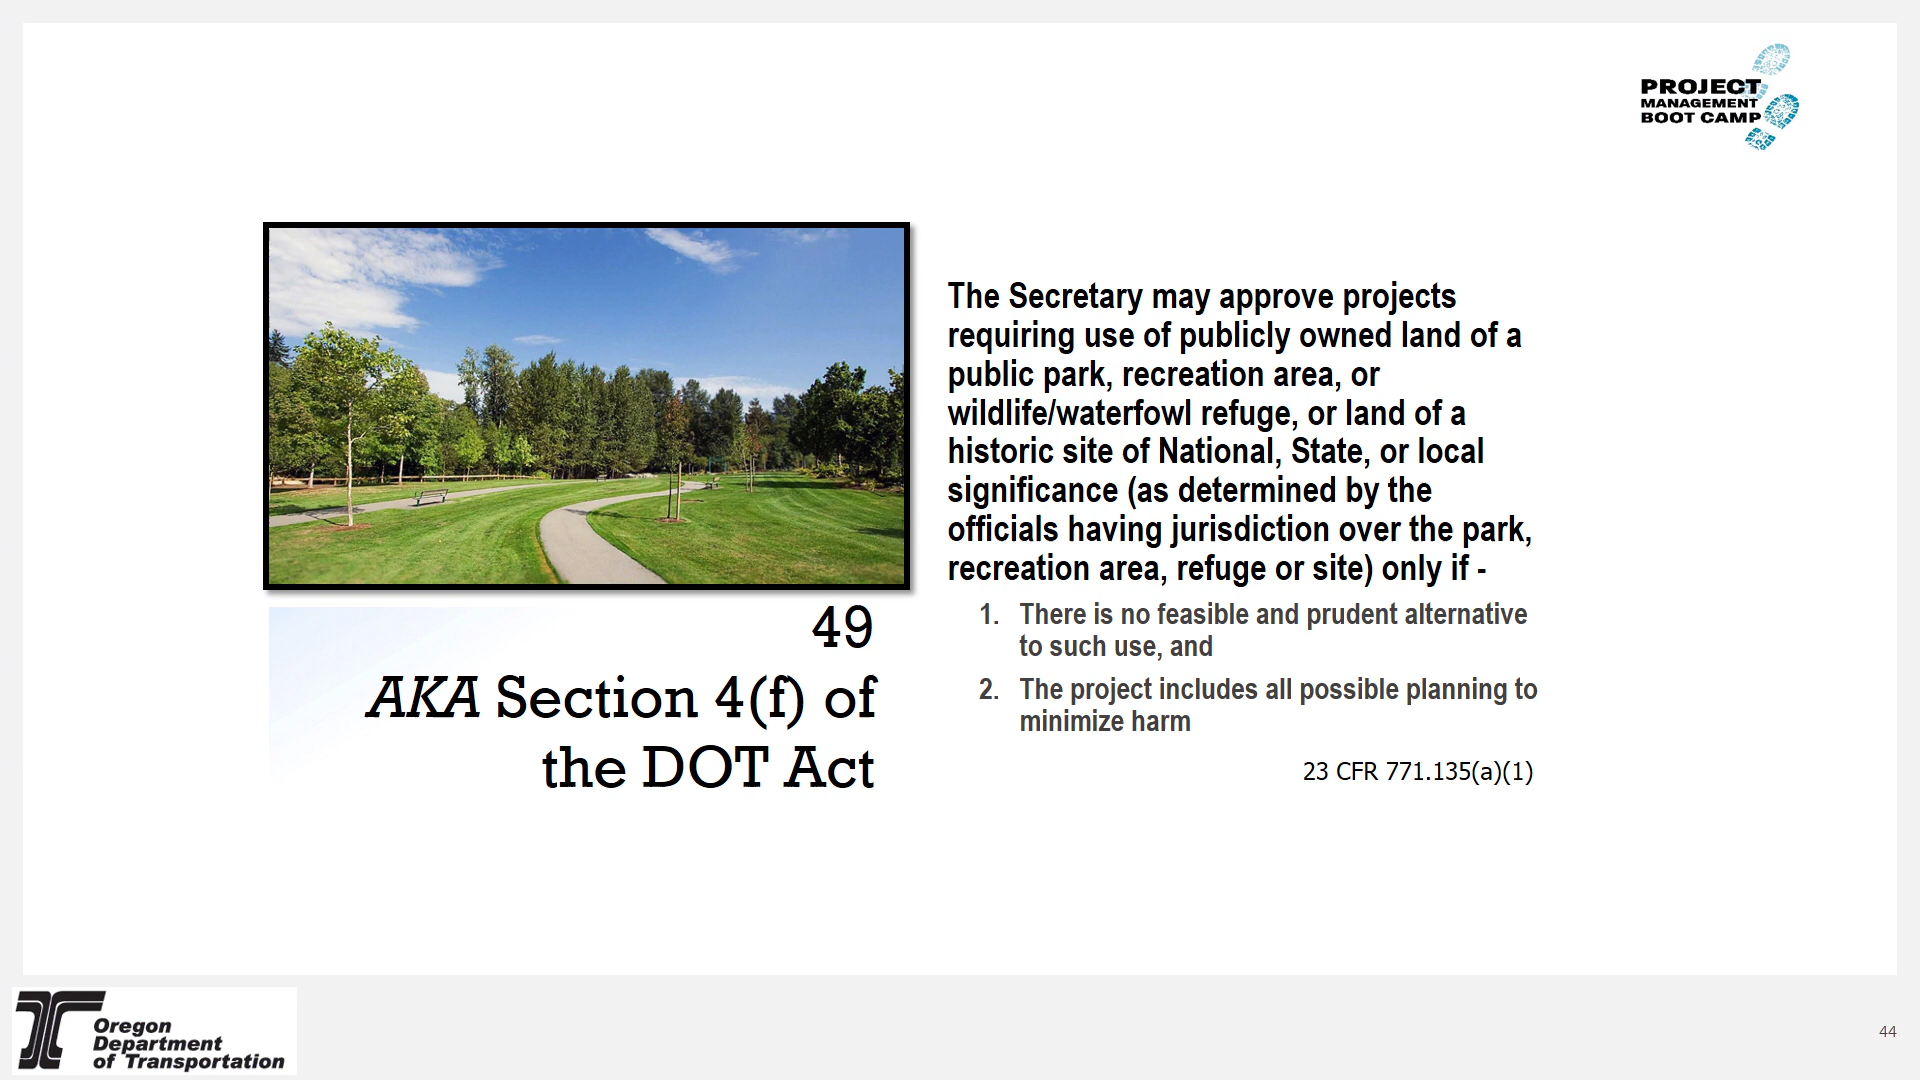 PROJECT
MANAGEMENT
BOOT CAMP
49
AKA Section 4(f) of
the DOT Act
The Secretary may approve projects
requiring use of publicly owned land of a
public park, recreation area, or
wildlife/waterfowl refuge, or land of a
historic site of National, State, or local
significance (as determined by the
officials having jurisdiction over the park,
recreation area, refuge or site) only if -
1. There is no feasible and prudent alternative
to such use, and
2. The project includes all possible planning to
minimize harm
23 CFR 771.135(a)(1)
Oregon
Department
of Transportation
44